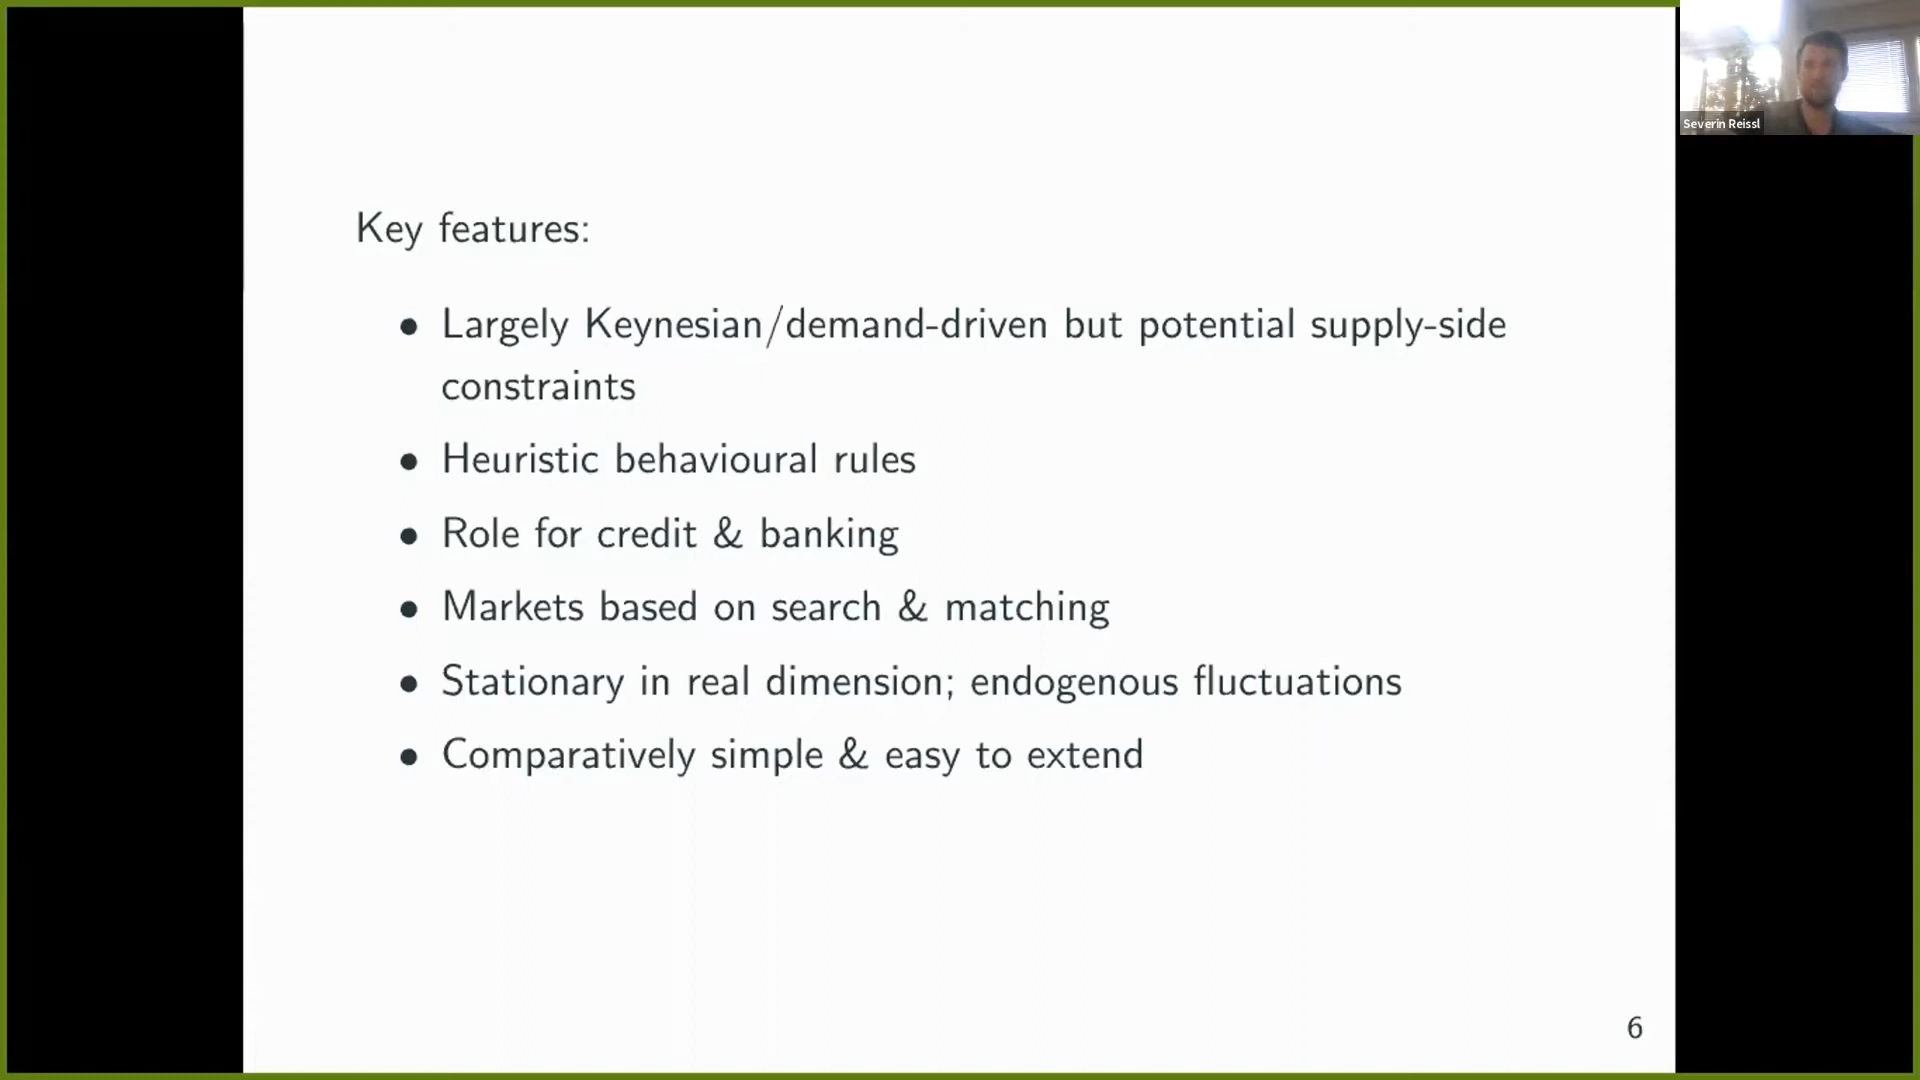 Severin Reissl
Key features:
• Largely Keynesian/demand-driven but potential supply-side
constraints
• Heuristic behavioural rules
• Role for credit & banking
• Markets based on search & matching
• Stationary in real dimension; endogenous fluctuations
• Comparatively simple & easy to extend
6